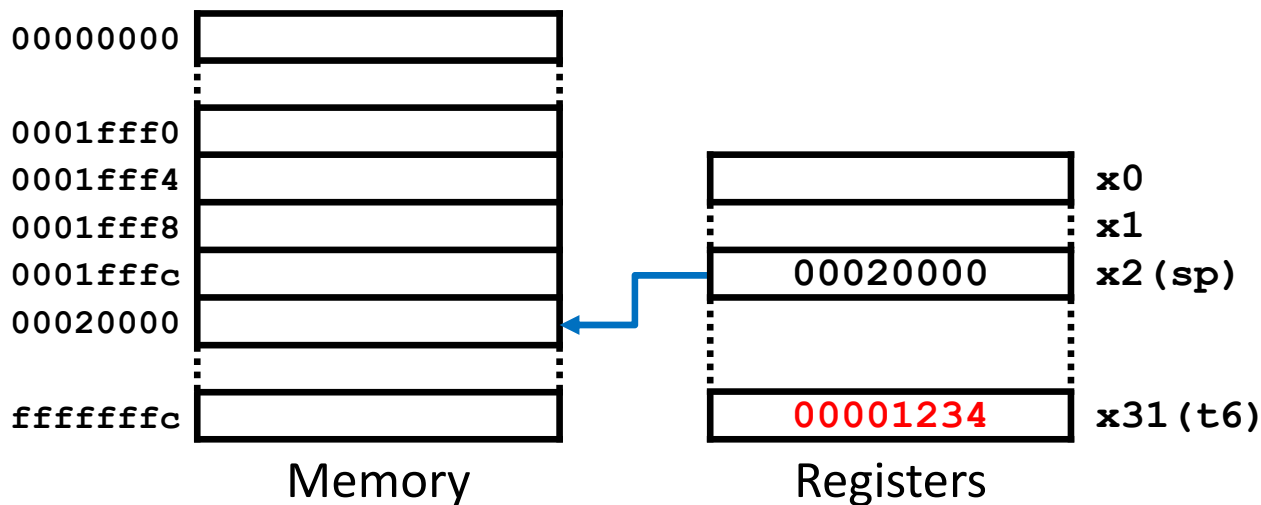 00000000
0001fff0
0001fff4
0001fff8
0001fffc
00020000
fffffffc
Memory
x0
x1
00020000 x2(sp)
00001234 x31(t6)
Registers